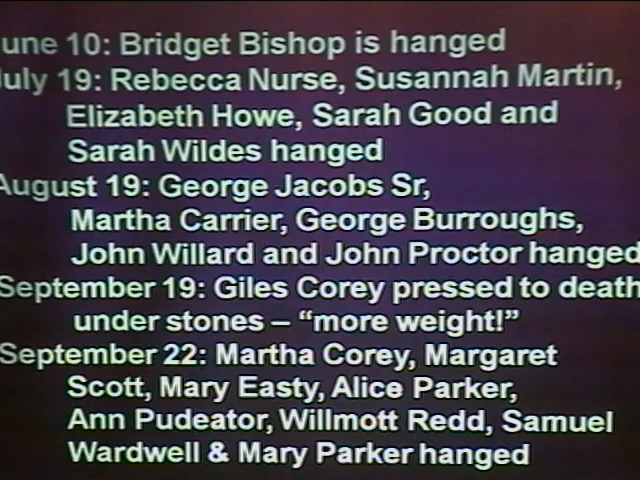 une 10: Bridget Bishop is hanged
uly 19: Rebecca Nurse, Susannah Martin,
Elizabeth Howe, Sarah Good and
Sarah Wildes hanged
August 19: George Jacobs Sr,
Martha Carrier, George Burroughs,
John Willard and John Proctor hanged
September 19: Giles Corey pressed to death
under stones – “more weight!”
September 22: Martha Corey, Margaret
Scott, Mary Easty, Alice Parker,
Ann Pudeator, Willmott Redd, Samuel
Wardwell & Mary Parker hanged